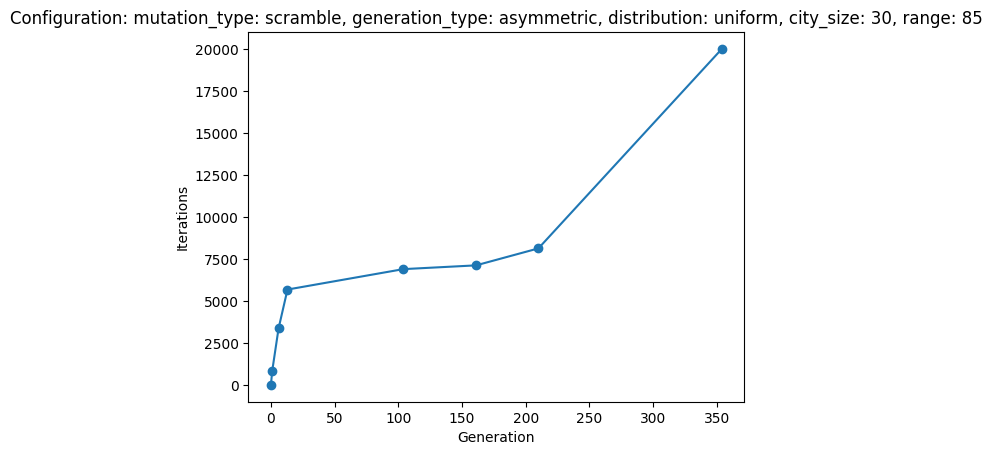 Configuration: mutation_type: scramble, generation_type: asymmetric, distribution: uniform, city_size: 30, range: 85
20000
17500
15000
12500
10000
7500
5000
2500
0
Iterations
0 50 100 150 200 250 300 350
Generation